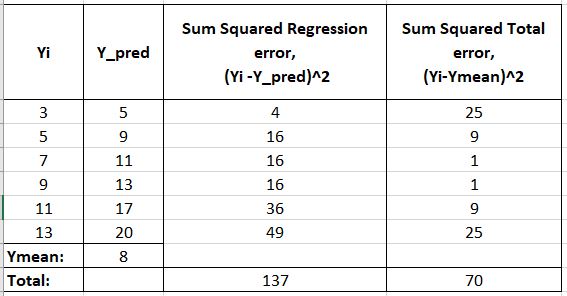 Yi Y_pred Sum Squared Regression error, (Yi -Y_pred)^2 Sum Squared Total error, (Yi-Ymean)^2
3 5 4 25
5 9 16 9
7 11 16 1
9 13 16 1
11 17 36 9
13 20 49 25
Ymean: 8
Total: 137 70